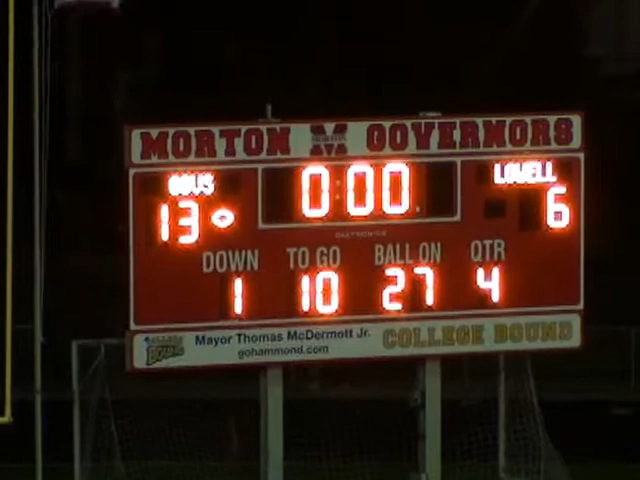 MORTON M GOVERNORS
GOVS 0:00 LOWELL
13 6
DOWN TO GO BALL ON QTR
1 10 27 4
Mayor Thomas McDermott Jr. COLLEGE BOUND
gohammond.com